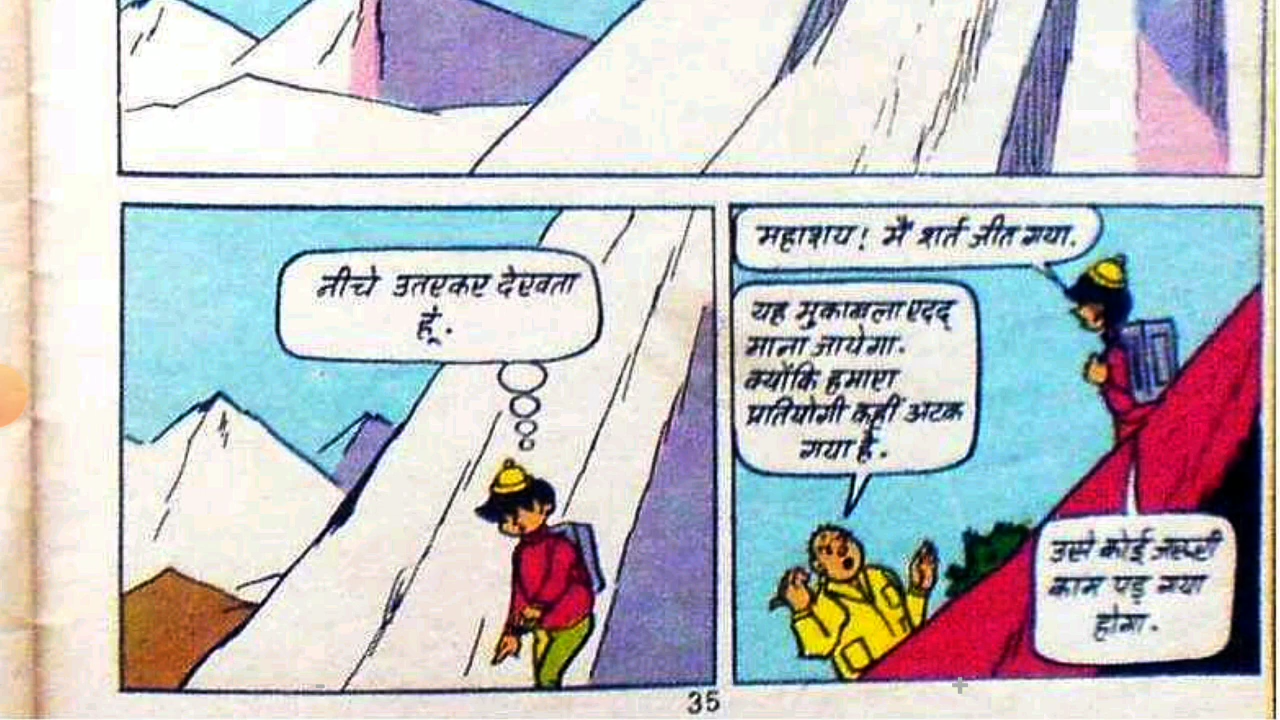 नीचे उतरकर देखता
हूं.
महाशय! मैं शर्त जीत गया.
यह मुकाबला रद्द
माना जायेगा.
क्योंकि हमारा
प्रतियोगी कहीं अटक
गया है.
उसे कोई जरूरी
काम पड़ गया
होगा.
35